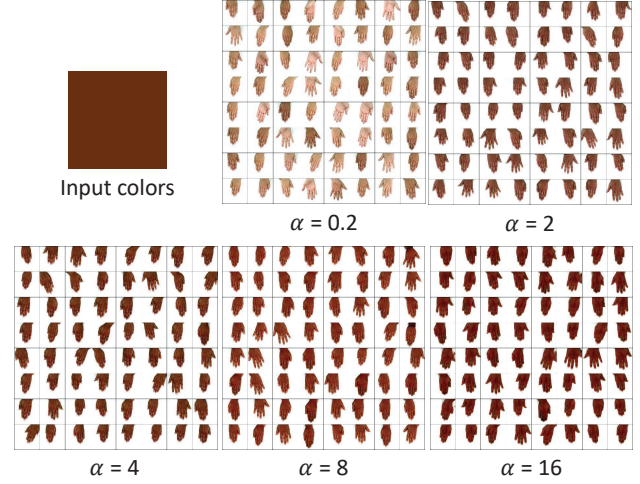 Input colors
α = 0.2
α = 2
α = 4
α = 8
α = 16